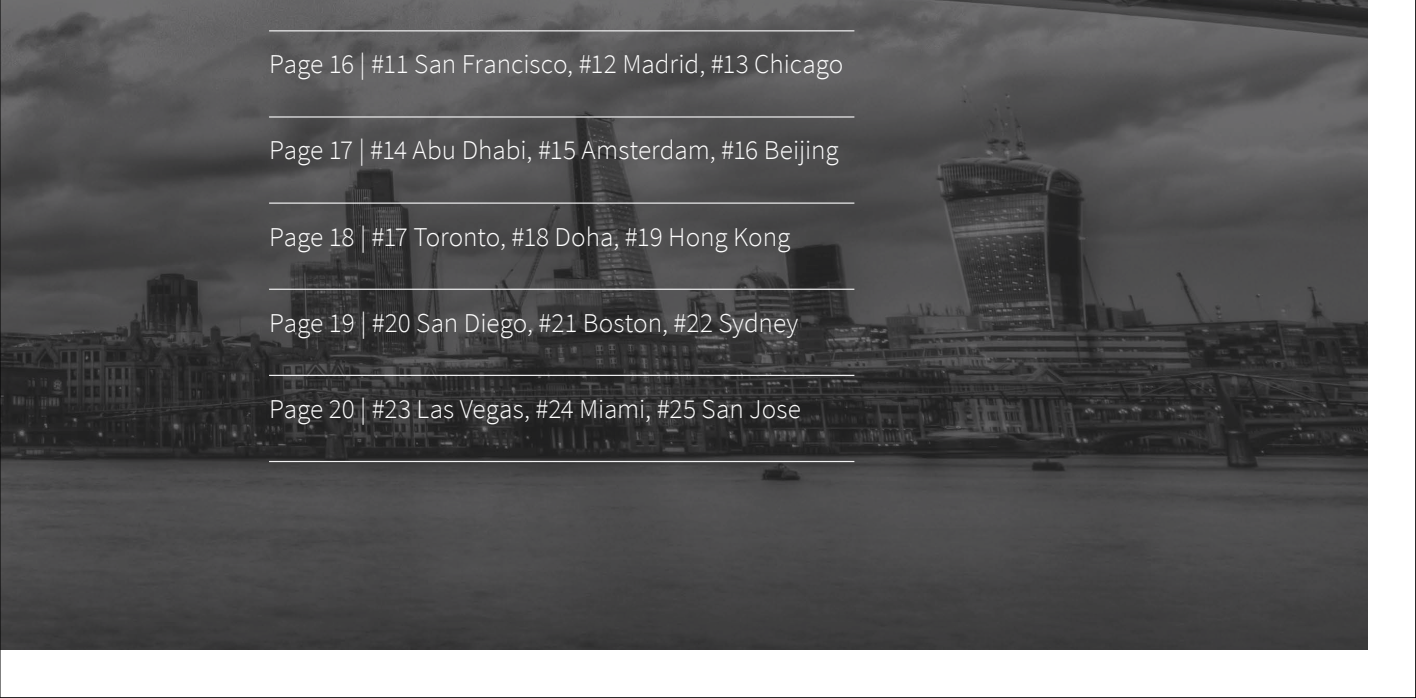 Page 16 | #11 San Francisco, #12 Madrid, #13 Chicago
Page 17 | #14 Abu Dhabi, #15 Amsterdam, #16 Beijing
Page 18 | #17 Toronto, #18 Doha, #19 Hong Kong
Page 19 | #20 San Diego, #21 Boston, #22 Sydney
Page 20 | #23 Las Vegas, #24 Miami, #25 San Jose